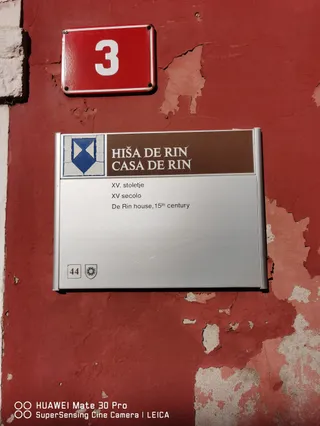 3
HIŠA DE RIN
CASA DE RIN
XV. stoletje
XV secolo
De Rin house, 15th century
44
HUAWEI Mate 30 Pro
SuperSensing Cine Camera | LEICA